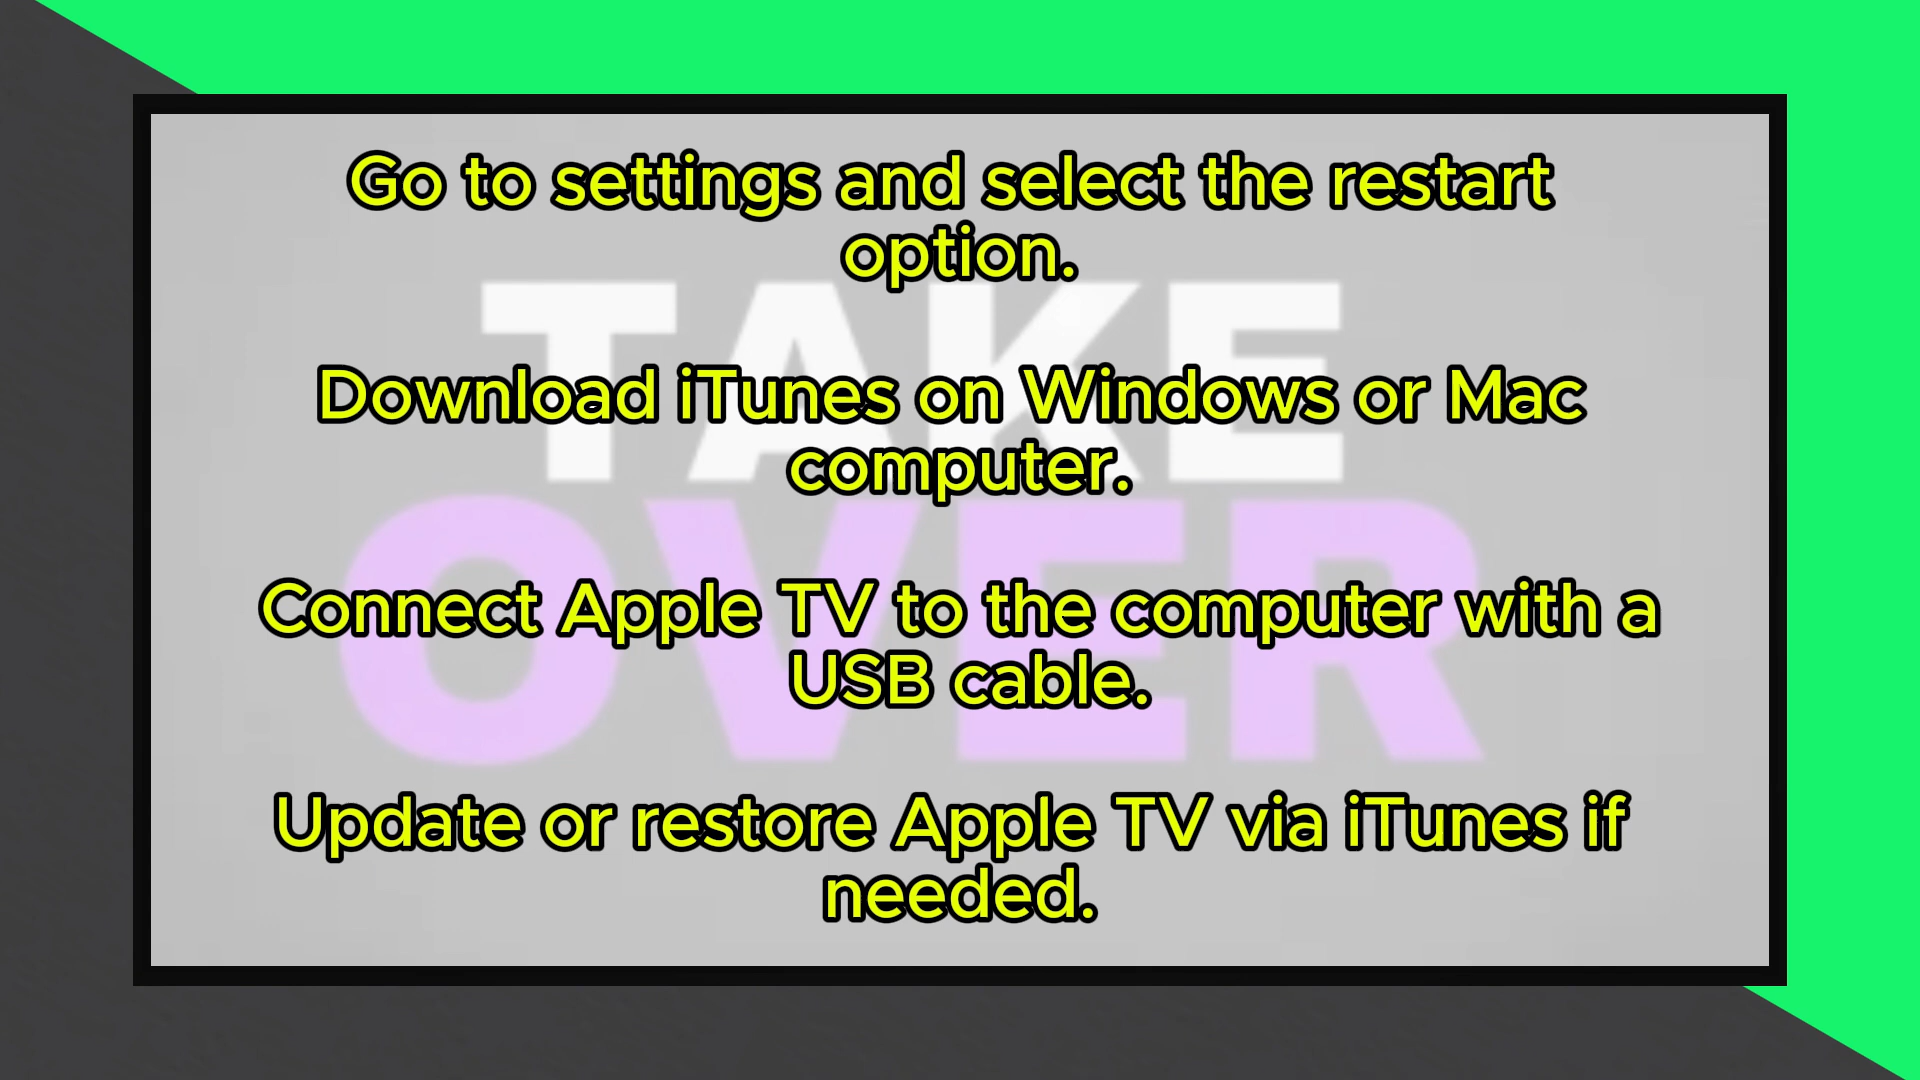 Go to settings and select the restart
option.
TAKE
Download iTunes on Windows or Mac
computer.
OVER
Connect Apple TV to the computer with a
USB cable.
Update or restore Apple TV via iTunes if
needed.